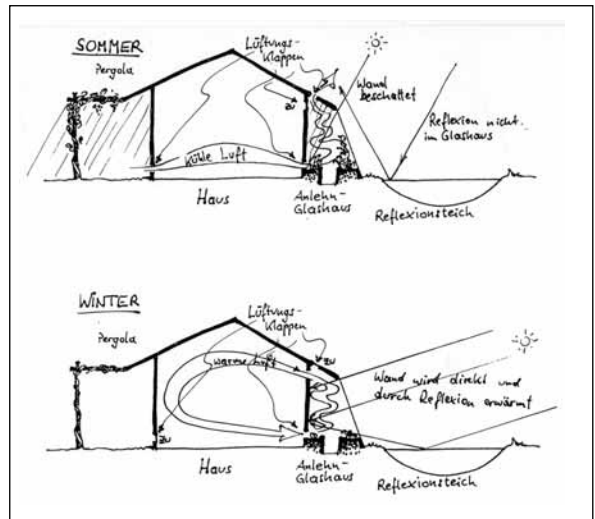 SOMMER
Pergola
Lüftungs-
Klappen
zu
Wand
beschattet
Reflexion nicht
im Glashaus
Kühle Luft
Haus
Anlehn-
Glashaus
Reflexionsteich
WINTER
Pergola
Lüftungs-
Klappen
zu
warme Luft
Wand wird direkt und
durch Reflexion erwärmt
zu
Haus
Anlehn-
Glashaus
Reflexionsteich